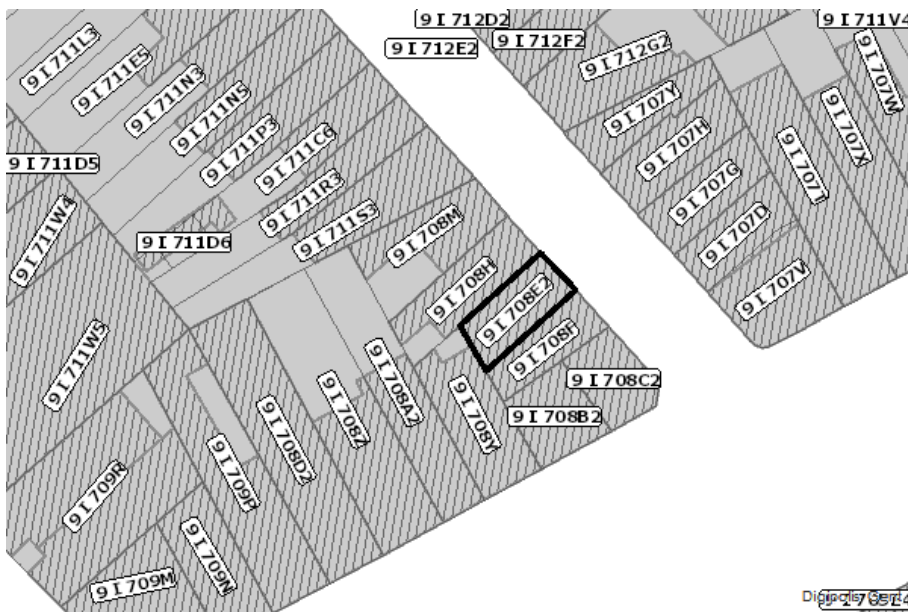 9 I 712D2
9 I 711V4
9 I 712E2
9 I 712F2
9 I 711L3
9 I 711E5
9 I 712G2
9 I 707W
9 I 711N3
9 I 711N5
9 I 707Y
9 I 707X
9 I 711P3
9 I 711C6
9 I 707H
9 I 711D5
9 I 707T
9 I 711R3
9 I 707G
9 I 711W4
9 I 711D6
9 I 711S3
9 I 708M
9 I 707D
9 I 708H
9 I 708E2
9 I 707V
9 I 711W5
9 I 708F
9 I 708A2
9 I 708C2
9 I 708Z
9 I 708Y
9 I 708B2
9 I 708D2
9 I 709P
9 I 709R
9 I 709N
9 I 709M